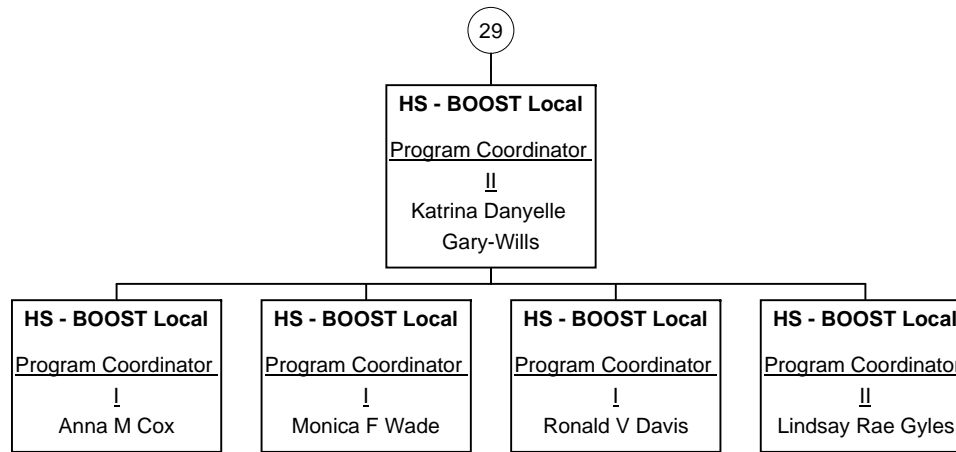 29
HS - BOOST Local
Program Coordinator
II
Katrina Danyelle
Gary-Wills
HS - BOOST Local
Program Coordinator
I
Anna M Cox
HS - BOOST Local
Program Coordinator
I
Monica F Wade
HS - BOOST Local
Program Coordinator
I
Ronald V Davis
HS - BOOST Local
Program Coordinator
II
Lindsay Rae Gyles